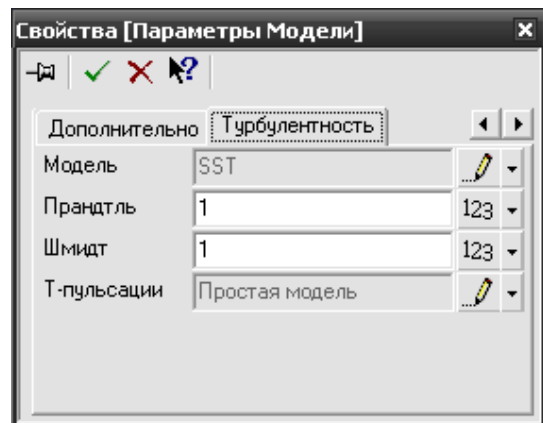 Свойства [Параметры Модели]
Дополнительно Турбулентность
Модель SST
Прандтль 1 123
Шмидт 1 123
Т-пульсации Простая модель